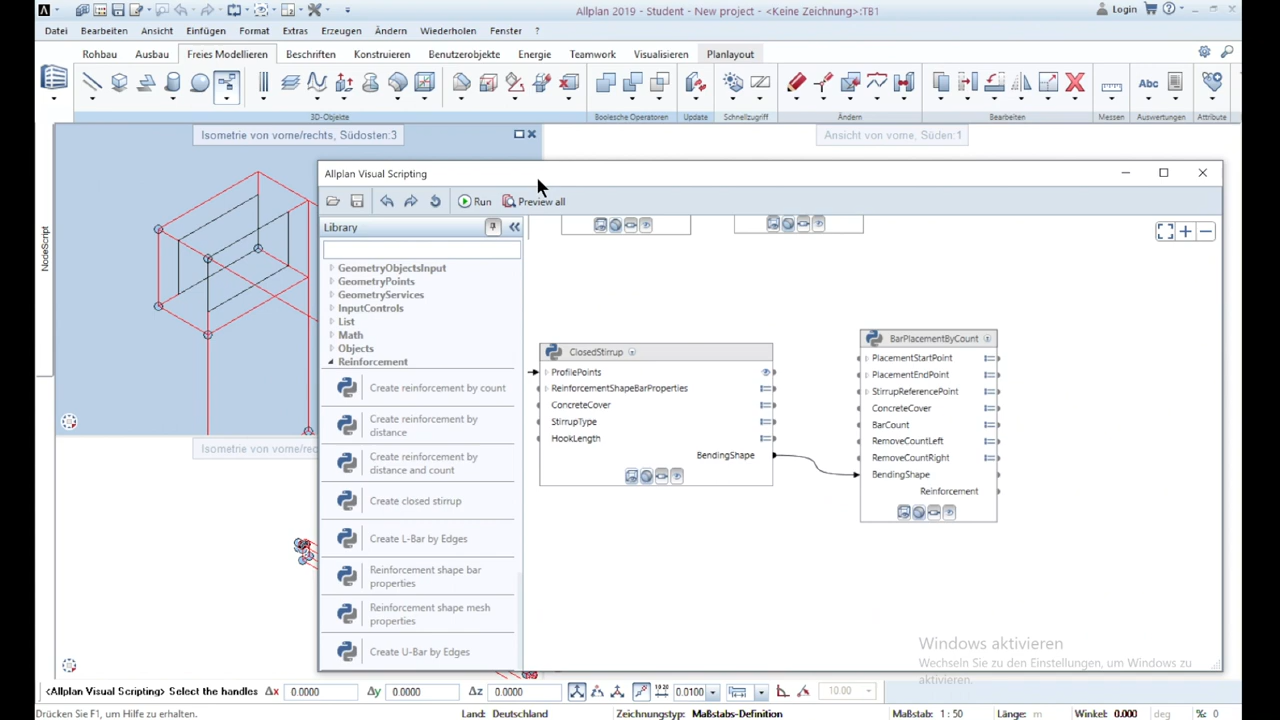 Allplan 2019 - Student - New project - <Keine Zeichnung>:TB1
Login
Datei Bearbeiten Ansicht Einfügen Format Extras Erzeugen Ändern Wiederholen Fenster ?
Rohbau Ausbau Freies Modellieren Beschriften Konstruieren Benutzerobjekte Energie Teamwork Visualisieren Planlayout
Abc
3D-Objekte Boolesche Operatoren Update Schnellzugriff Ändern Bearbeiten Messen Auswertungen Attribute
Isometrie von vorne/rechts, Südosten:3
Ansicht von vorne, Süden:1
NodeScript
Allplan Visual Scripting
Run Preview all
Library
GeometryObjectsInput
GeometryPoints
GeometryServices
InputControls
List
Math
Objects
Reinforcement
Create reinforcement by count
Create reinforcement by
distance
Create reinforcement by
distance and count
Create closed stirrup
Create L-Bar by Edges
Reinforcement shape bar
properties
Reinforcement shape mesh
properties
Create U-Bar by Edges
ClosedStirrup
ProfilePoints
ReinforcementShapeBarProperties
ConcreteCover
StirrupType
HookLength
BendingShape
BarPlacementByCount
PlacementStartPoint
PlacementEndPoint
StirrupReferencePoint
ConcreteCover
BarCount
RemoveCountLeft
RemoveCountRight
BendingShape
Reinforcement
Isometrie von vorne/rec
Windows aktivieren
Wechseln Sie zu den Einstellungen, um Windows zu
aktivieren.
<Allplan Visual Scripting> Select the handles Δx 0.0000 Δy 0.0000 Δz 0.0000 0.0100 10.00
Drücken Sie F1, um Hilfe zu erhalten. Land: Deutschland Zeichnungstyp: Maßstabs-Definition Maßstab: 1 : 50 Länge: m Winkel: 0.000 deg %: 0